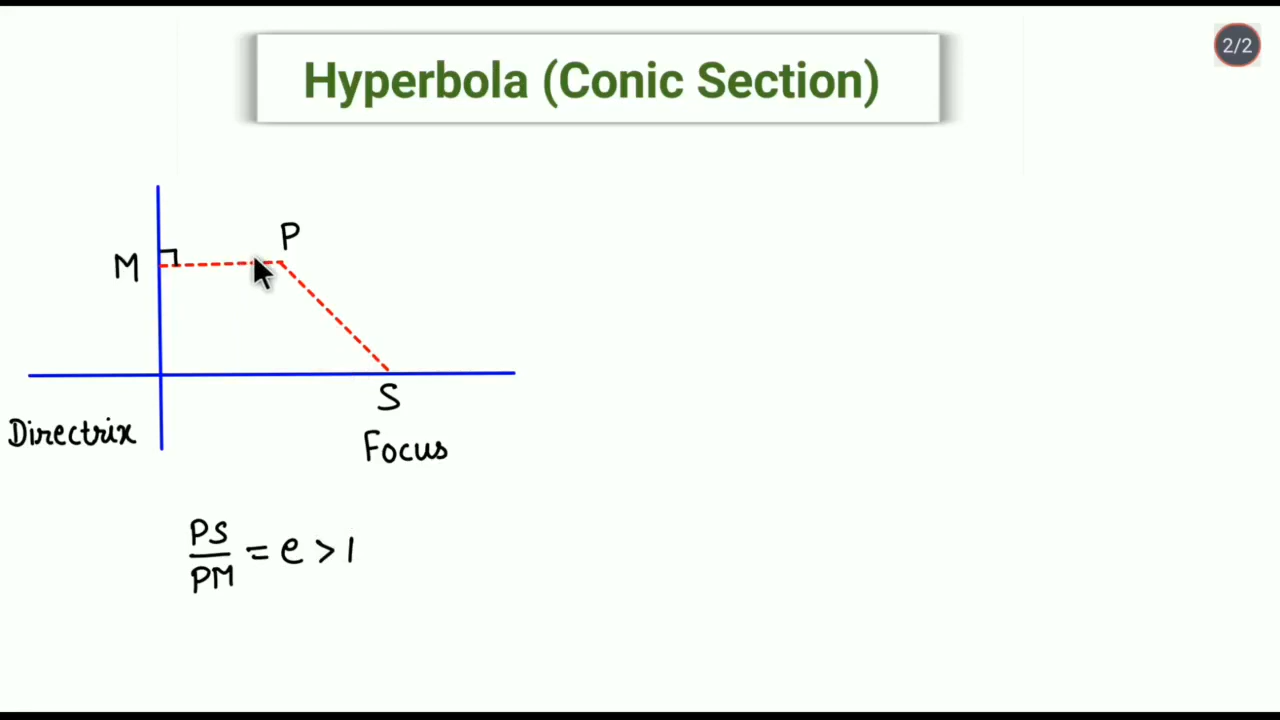 2/2
Hyperbola (Conic Section)
P
M
S
Directrix
Focus
PS/PM = e > 1